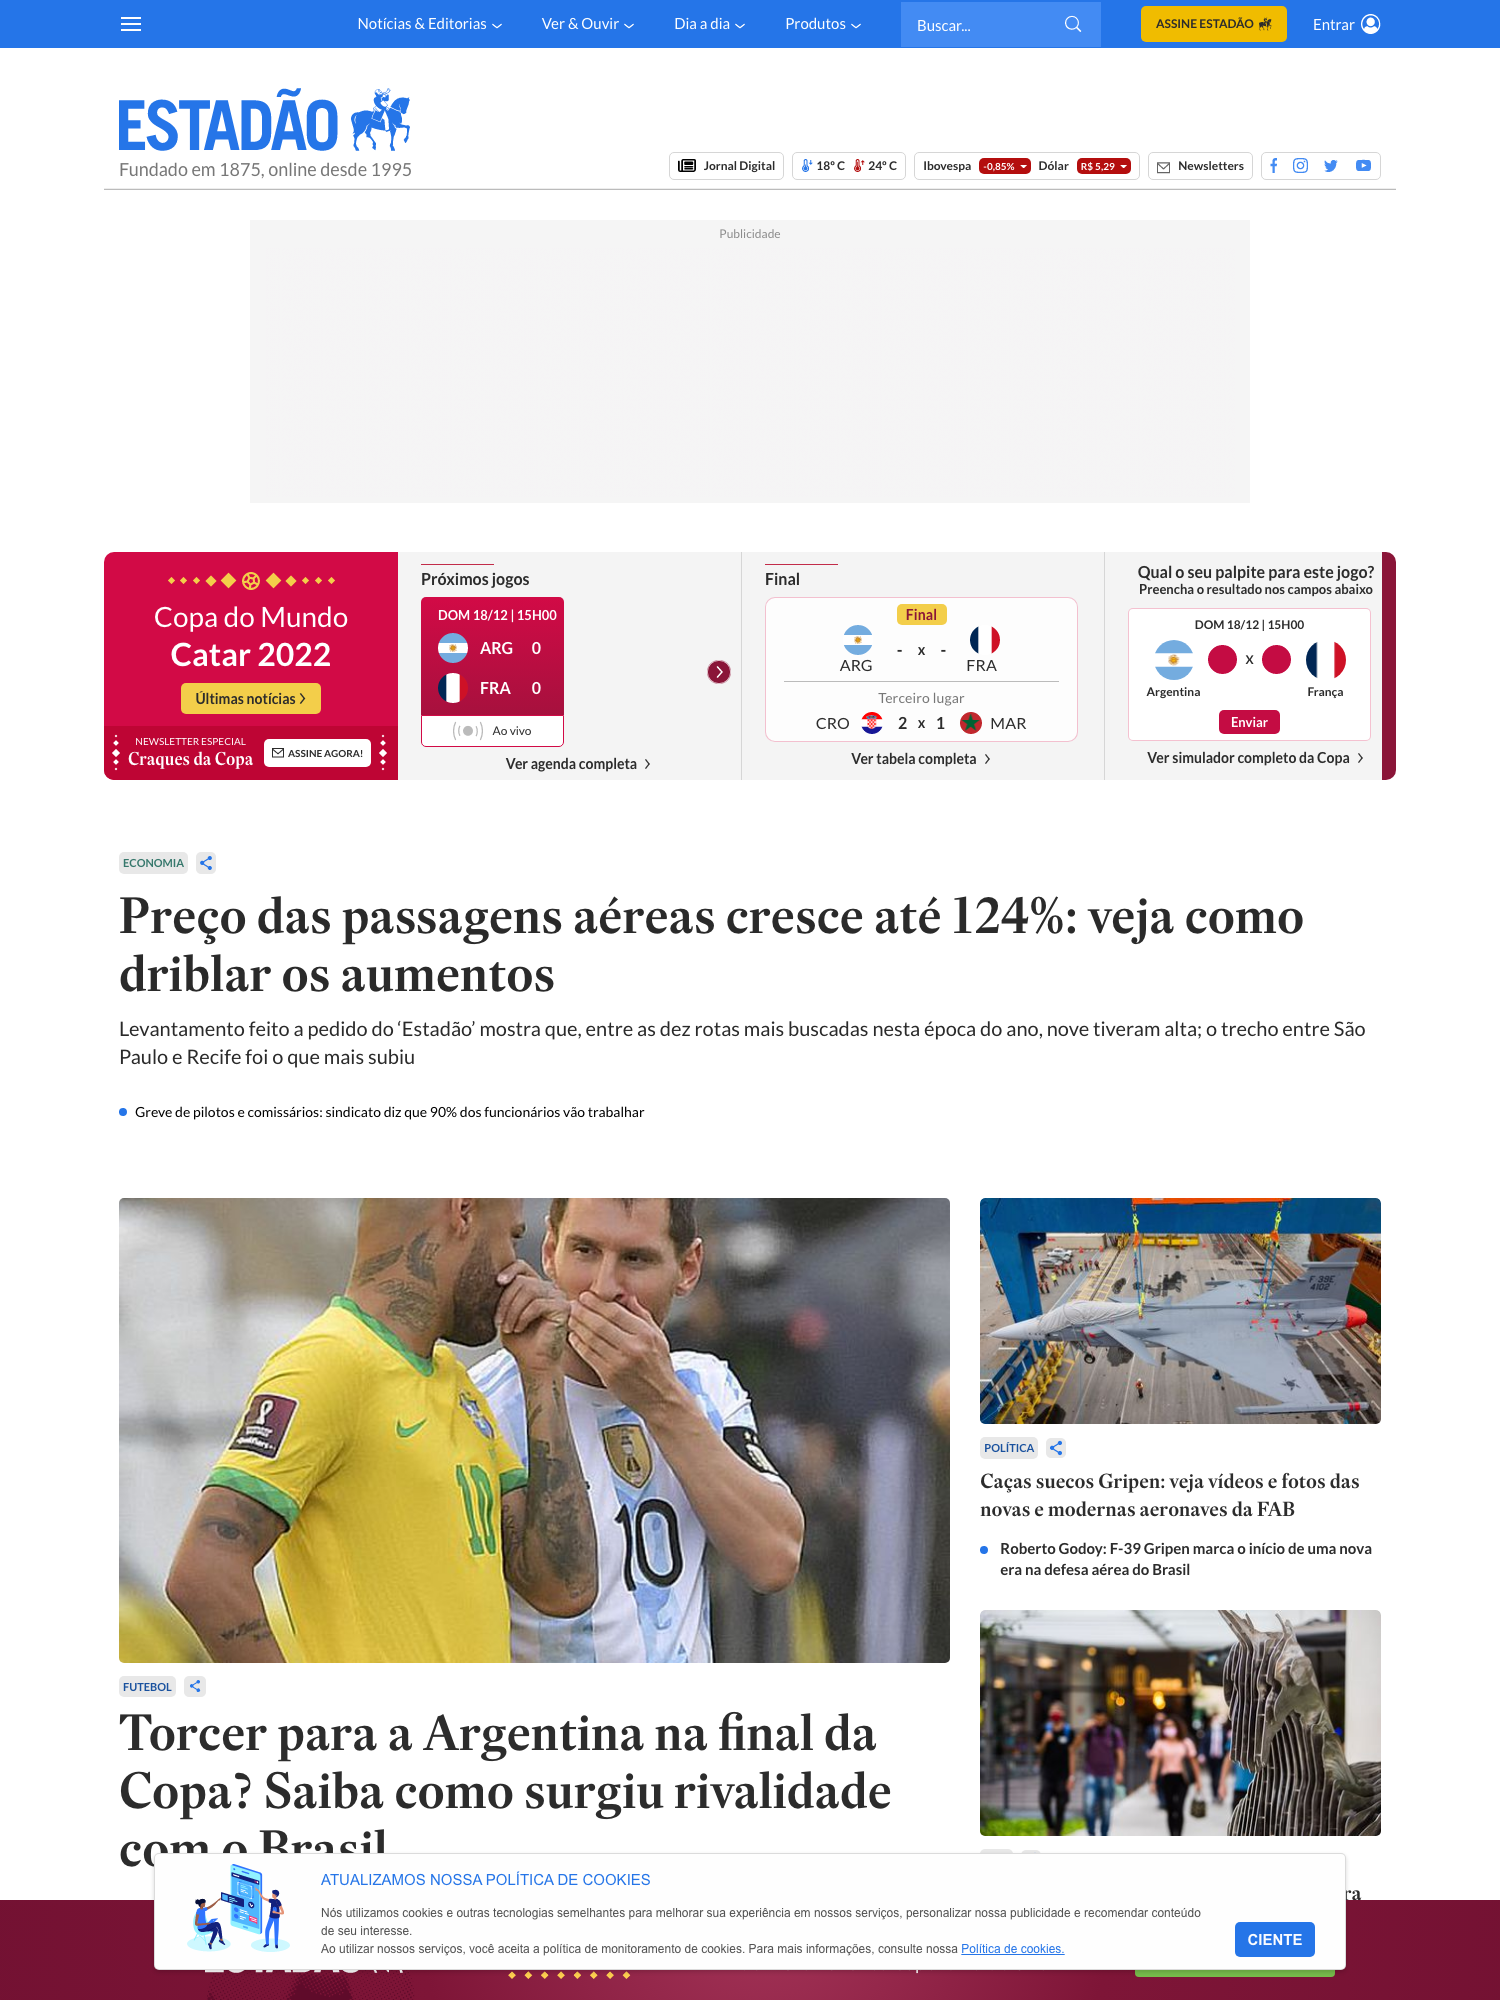 Notícias & Editorias
Ver & Ouvir
Dia a dia
Produtos
Buscar...
ASSINE ESTADÃO
Entrar
ESTADÃO
Fundado em 1875, online desde 1995
Jornal Digital
18° C 24° C
Ibovespa -0,85% Dólar R$ 5,29
Newsletters
Publicidade
Copa do Mundo
Catar 2022
Últimas notícias
NEWSLETTER ESPECIAL
Craques da Copa
ASSINE AGORA!
Próximos jogos
DOM 18/12 | 15H00
ARG 0
FRA 0
Ao vivo
Ver agenda completa
Final
Final
- x -
ARG FRA
Terceiro lugar
CRO 2 x 1 MAR
Ver tabela completa
Qual o seu palpite para este jogo?
Preencha o resultado nos campos abaixo
DOM 18/12 | 15H00
X
Argentina França
Enviar
Ver simulador completo da Copa
ECONOMIA
Preço das passagens aéreas cresce até 124%: veja como
driblar os aumentos
Levantamento feito a pedido do ‘Estadão’ mostra que, entre as dez rotas mais buscadas nesta época do ano, nove tiveram alta; o trecho entre São
Paulo e Recife foi o que mais subiu
Greve de pilotos e comissários: sindicato diz que 90% dos funcionários vão trabalhar
10
10
F 39E
4102
FUTEBOL
Torcer para a Argentina na final da
Copa? Saiba como surgiu rivalidade
com o Brasil
POLÍTICA
Caças suecos Gripen: veja vídeos e fotos das
novas e modernas aeronaves da FAB
Roberto Godoy: F-39 Gripen marca o início de uma nova
era na defesa aérea do Brasil
ra
ATUALIZAMOS NOSSA POLÍTICA DE COOKIES
Nós utilizamos cookies e outras tecnologias semelhantes para melhorar sua experiência em nossos serviços, personalizar nossa publicidade e recomendar conteúdo
de seu interesse.
Ao utilizar nossos serviços, você aceita a política de monitoramento de cookies. Para mais informações, consulte nossa Política de cookies.
CIENTE